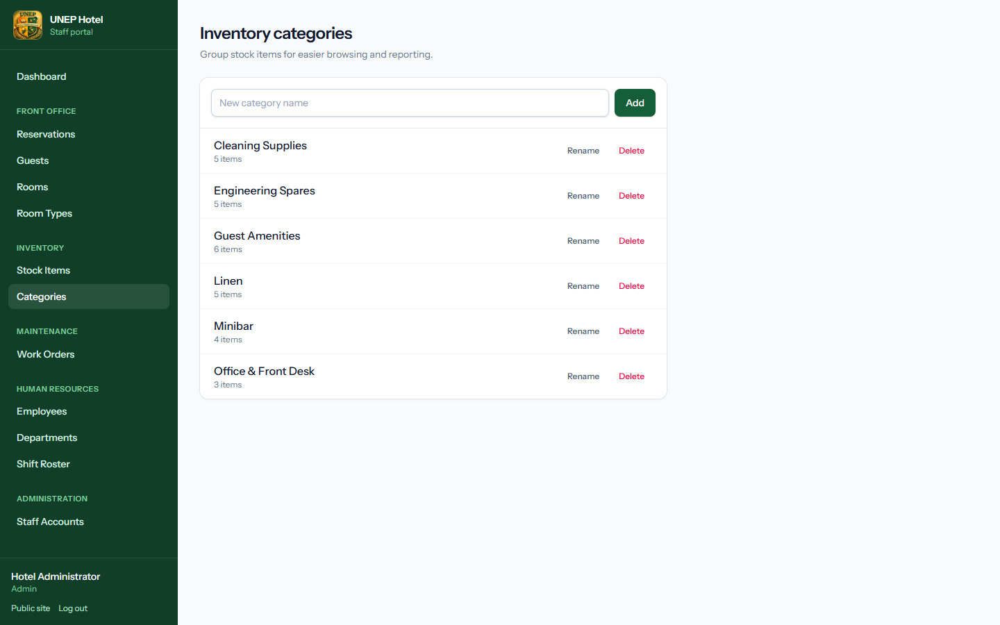 UNEP
UNEP Hotel
Staff portal
Dashboard
FRONT OFFICE
Reservations
Guests
Rooms
Room Types
INVENTORY
Stock Items
Categories
MAINTENANCE
Work Orders
HUMAN RESOURCES
Employees
Departments
Shift Roster
ADMINISTRATION
Staff Accounts
Hotel Administrator
Admin
Public site Log out
Inventory categories
Group stock items for easier browsing and reporting.
New category name Add
Cleaning Supplies
5 items
Rename Delete
Engineering Spares
5 items
Rename Delete
Guest Amenities
6 items
Rename Delete
Linen
5 items
Rename Delete
Minibar
4 items
Rename Delete
Office & Front Desk
3 items
Rename Delete